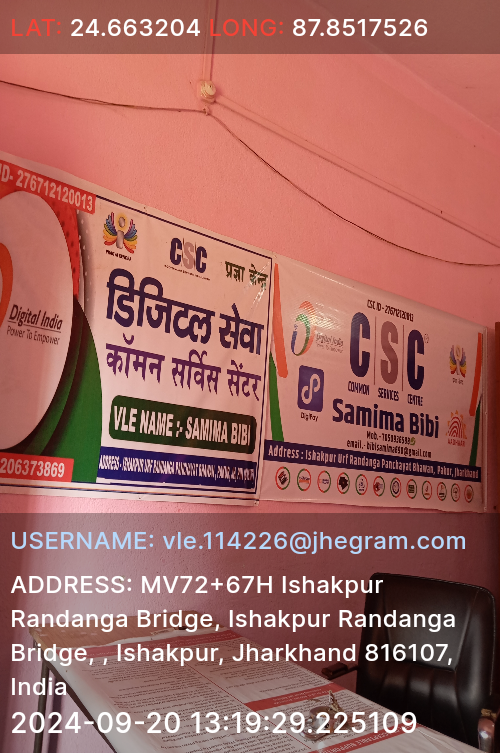 LAT: 24.663204 LONG: 87.8517526
ID- 276712120013
CSC
प्रज्ञा केन्द्र
Digital India
Power To Empower
डिजिटल सेवा
कॉमन सर्विस सेंटर
VLE NAME :- SAMIMA BIBI
206373869
CSC ID - 276712120013
Digital India
CSC
COMMON SERVICES CENTRE
DigiPay
Samima Bibi
Address : Ishakpur Urf Randanga Panchayat Bhawan, Pakur, Jharkhand
USERNAME: vle.114226@jhegram.com
ADDRESS: MV72+67H Ishakpur
Randanga Bridge, Ishakpur Randanga
Bridge, , Ishakpur, Jharkhand 816107,
India
2024-09-20 13:19:29.225109